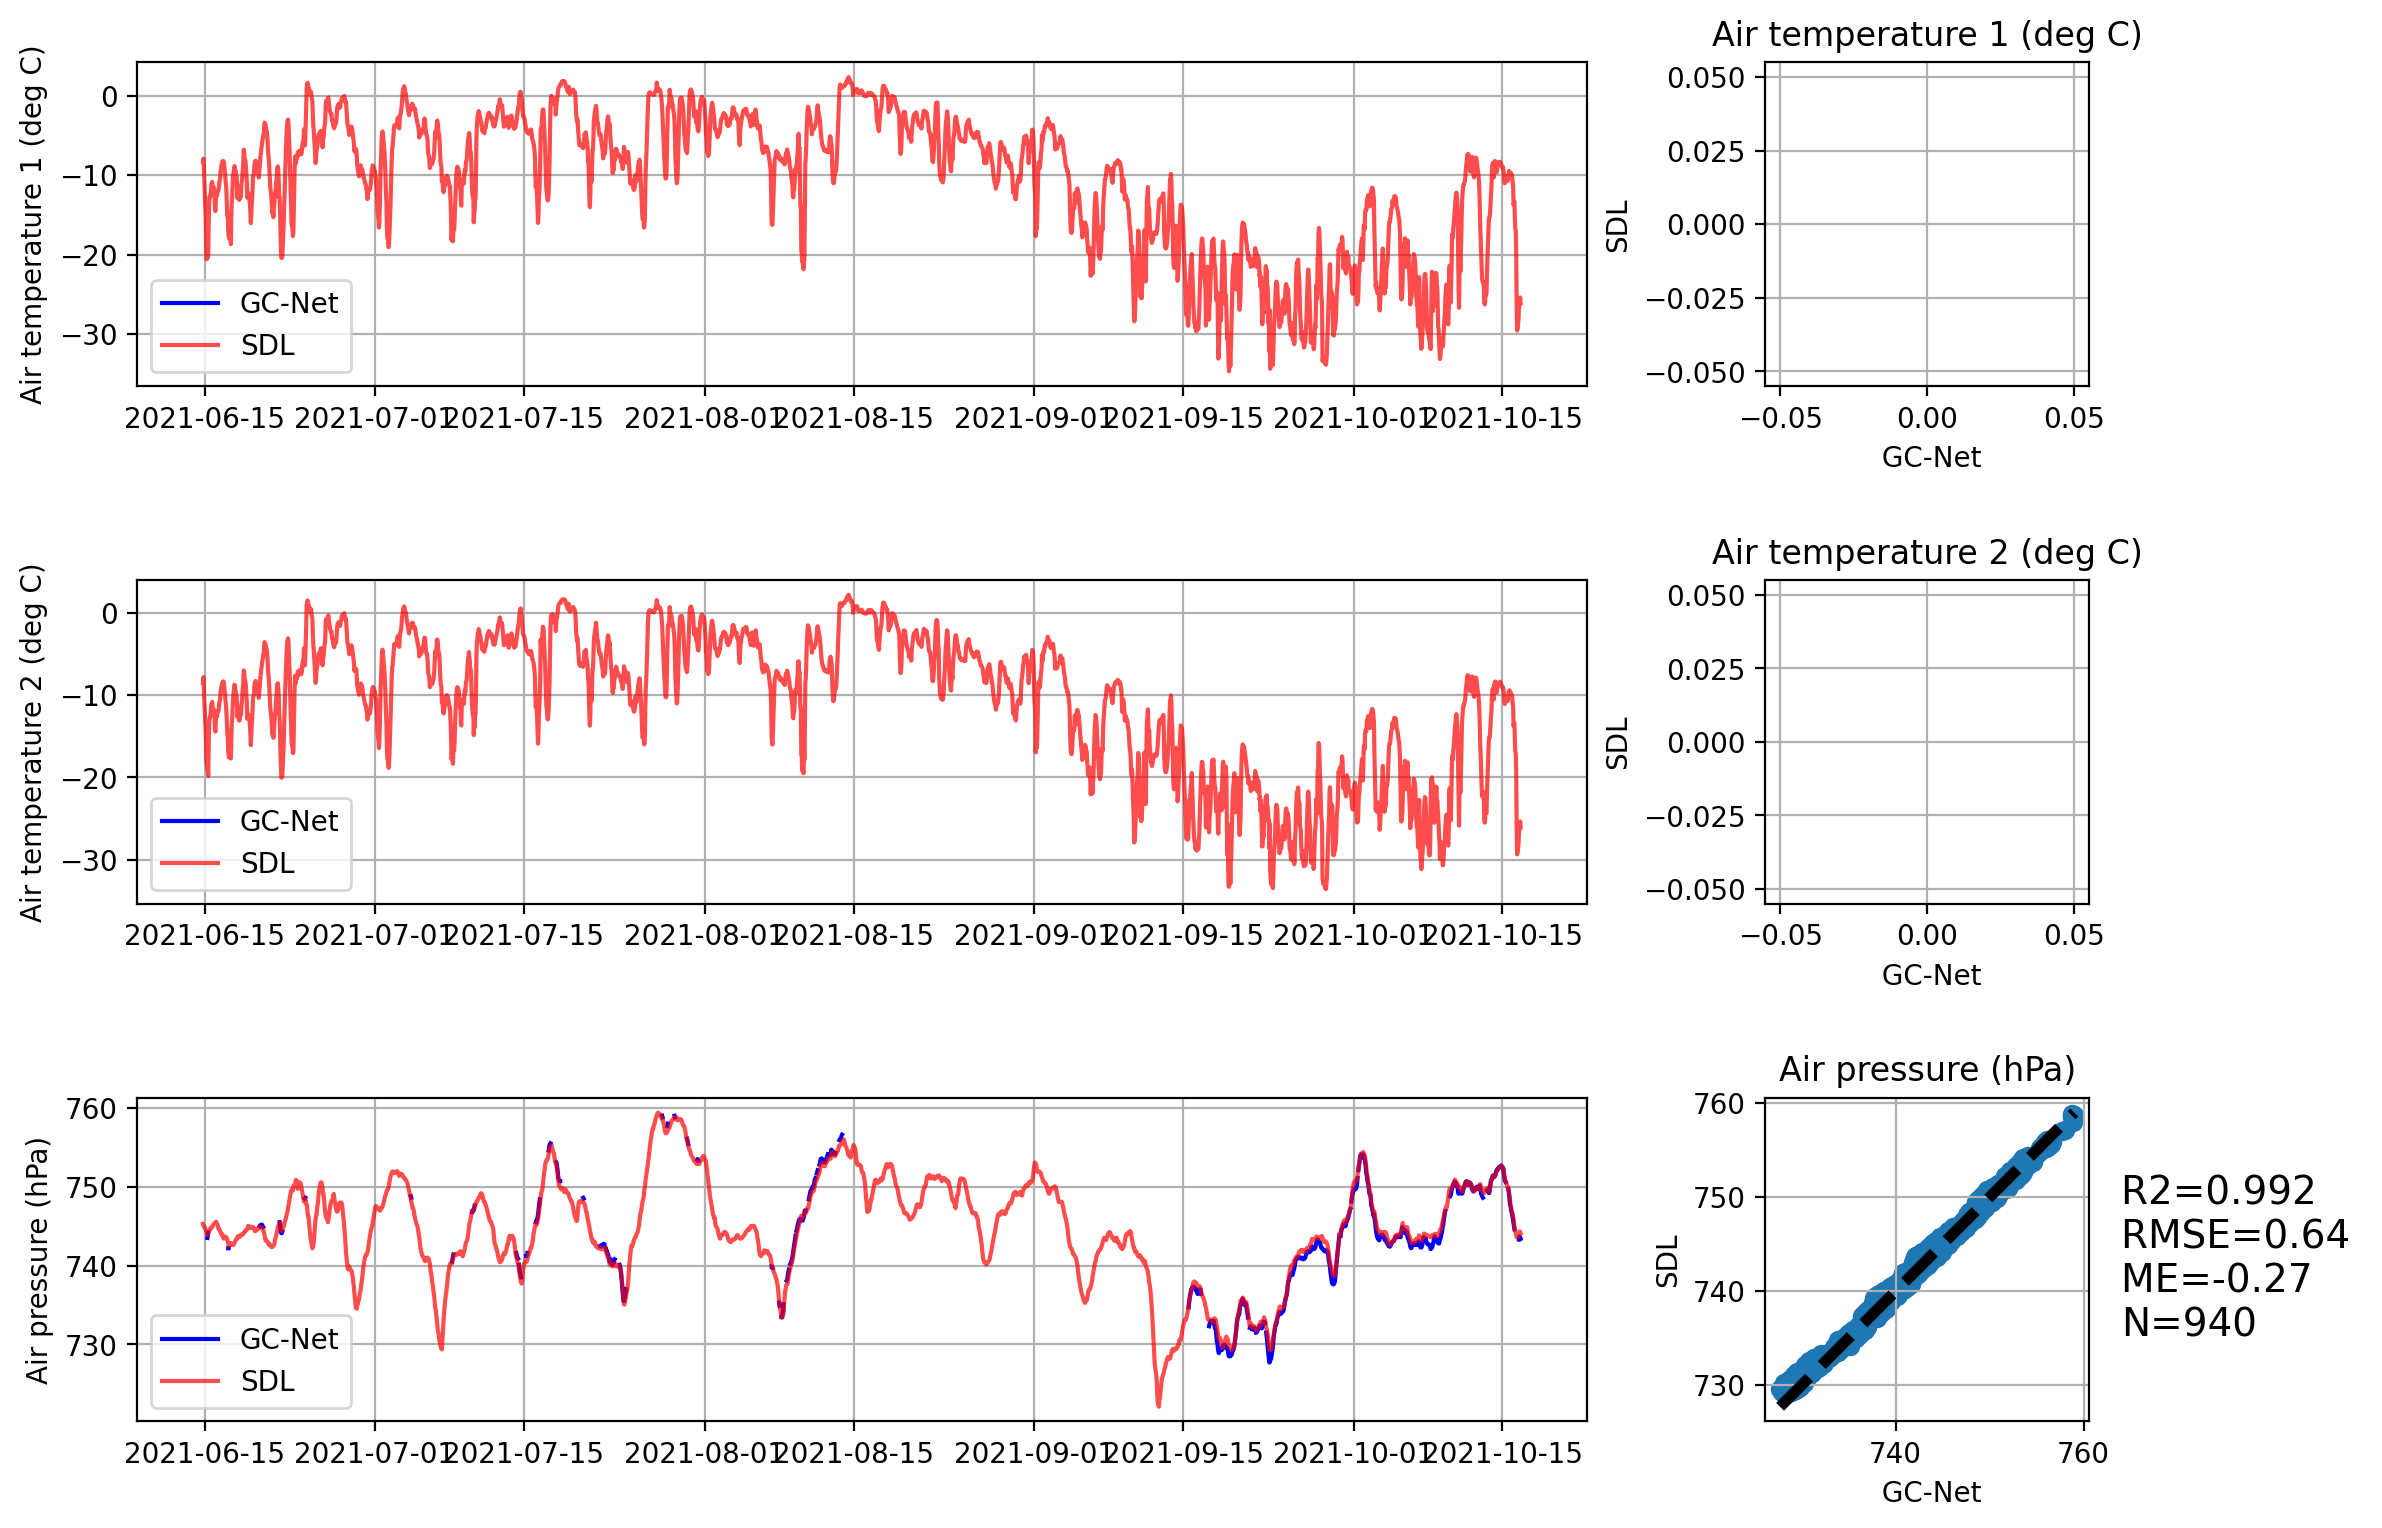 Air temperature 1 (deg C)
0
−10
−20
−30
GC-Net
SDL
2021-06-15 2021-07-01 2021-07-15 2021-08-01 2021-08-15 2021-09-01 2021-09-15 2021-10-01 2021-10-15
Air temperature 1 (deg C)
SDL
0.050
0.025
0.000
−0.025
−0.050
−0.05 0.00 0.05
GC-Net
Air temperature 2 (deg C)
0
−10
−20
−30
GC-Net
SDL
2021-06-15 2021-07-01 2021-07-15 2021-08-01 2021-08-15 2021-09-01 2021-09-15 2021-10-01 2021-10-15
Air temperature 2 (deg C)
SDL
0.050
0.025
0.000
−0.025
−0.050
−0.05 0.00 0.05
GC-Net
Air pressure (hPa)
760
750
740
730
GC-Net
SDL
2021-06-15 2021-07-01 2021-07-15 2021-08-01 2021-08-15 2021-09-01 2021-09-15 2021-10-01 2021-10-15
Air pressure (hPa)
SDL
760
750
740
730
740 760
GC-Net
R2=0.992
RMSE=0.64
ME=-0.27
N=940